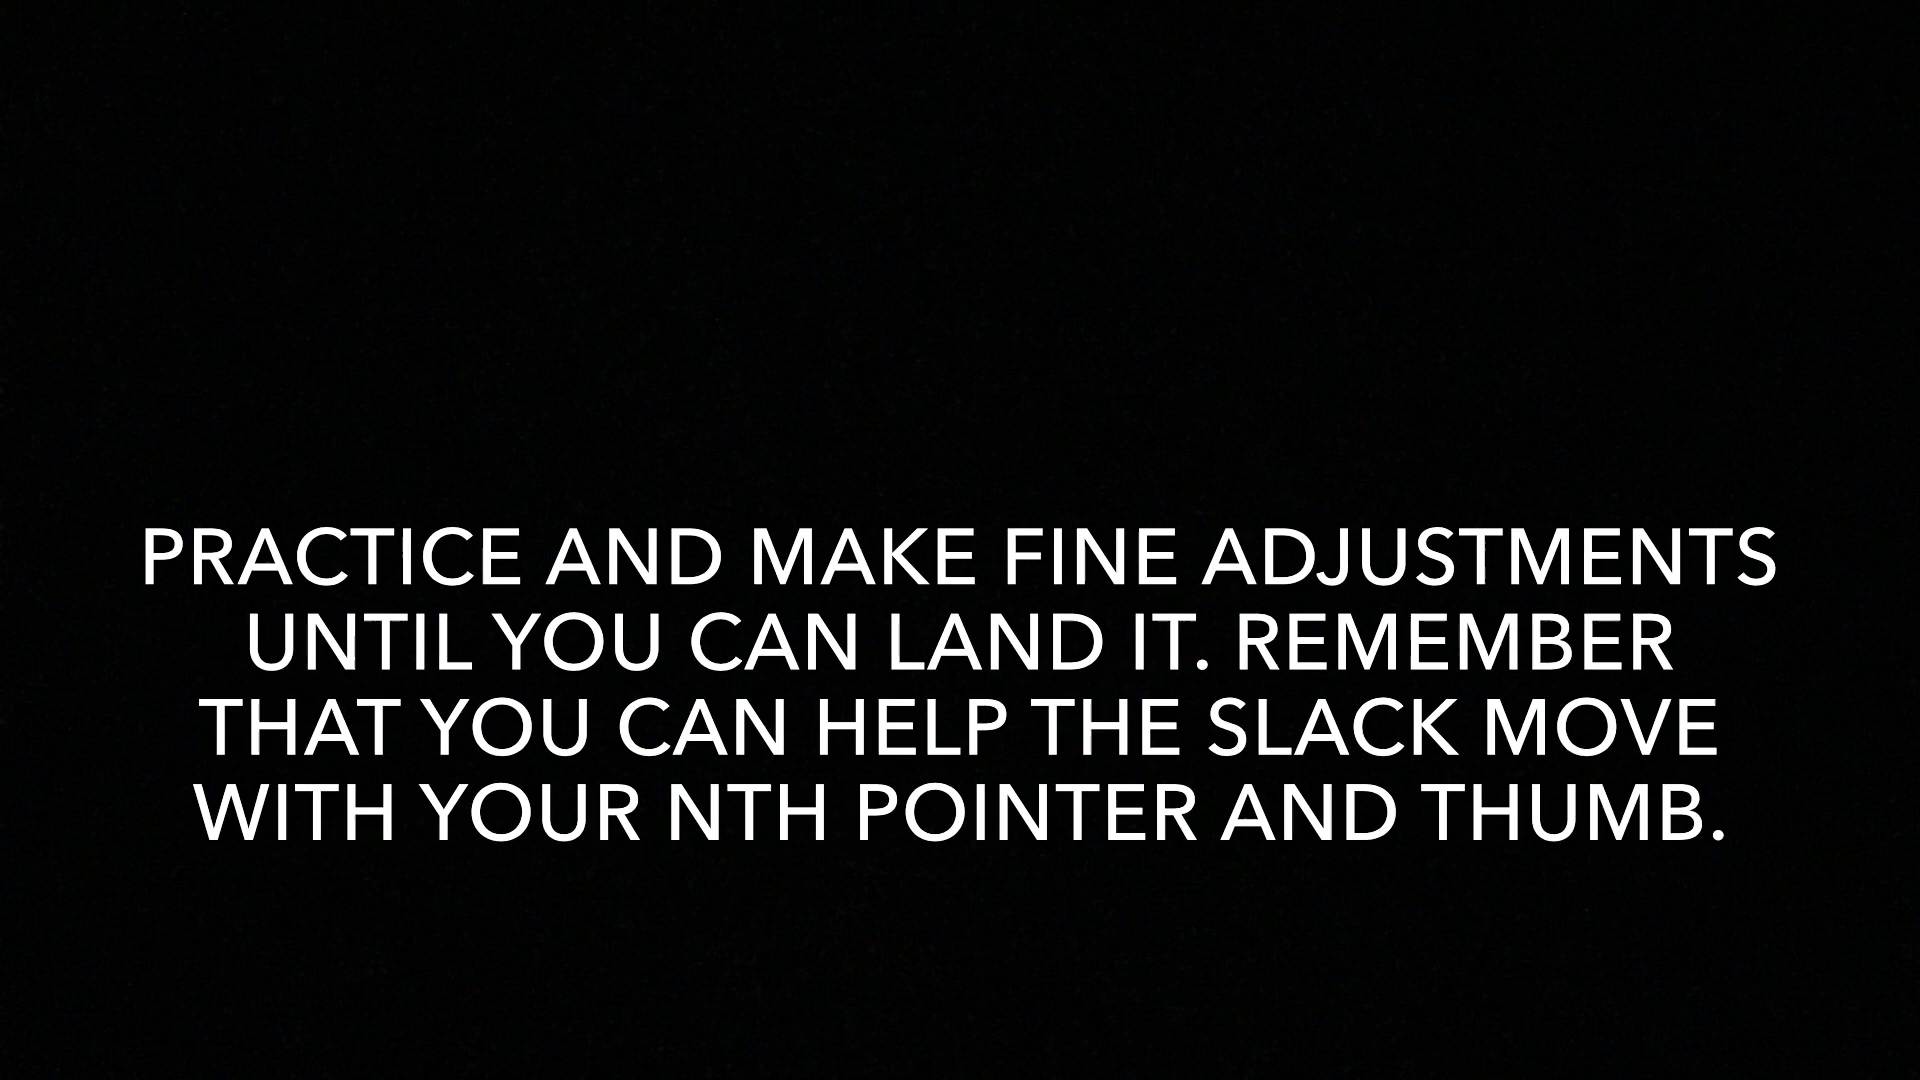 PRACTICE AND MAKE FINE ADJUSTMENTS
UNTIL YOU CAN LAND IT. REMEMBER
THAT YOU CAN HELP THE SLACK MOVE
WITH YOUR NTH POINTER AND THUMB.